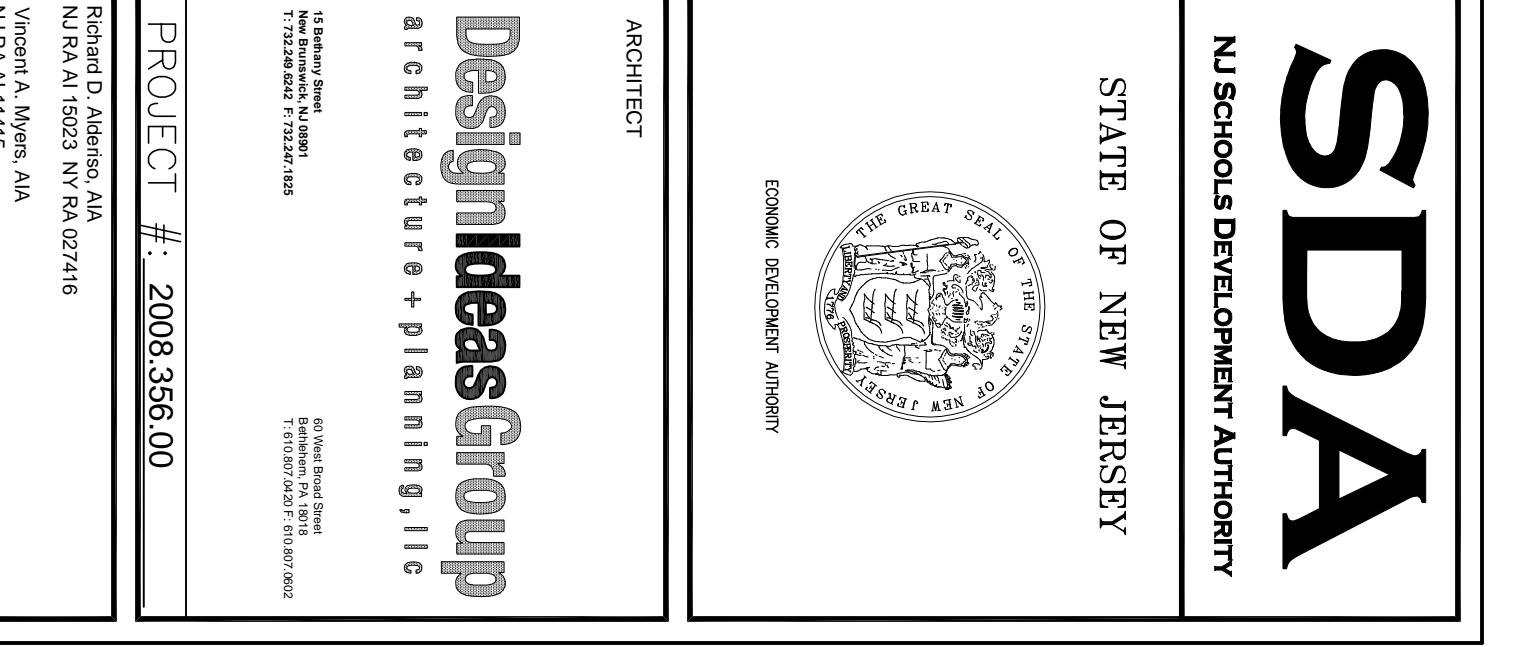 SDA
NJ SCHOOLS DEVELOPMENT AUTHORITY
STATE OF NEW JERSEY
THE GREAT SEAL OF THE STATE OF NEW JERSEY
LIBERTY AND PROSPERITY
1776
ECONOMIC DEVELOPMENT AUTHORITY
ARCHITECT
DesignIdeasGroup
architecture + planning, llc
15 Bethany Street
New Brunswick, NJ 08901
T: 732.249.6242 F: 732.247.1825
60 West Broad Street
Bethlehem, PA 18018
T: 610.807.0420 F: 610.807.0602
PROJECT #: 2008.356.00
Richard D. Alderiso, AIA
NJ RA AI 15023 NY RA 027416
Vincent A. Myers, AIA